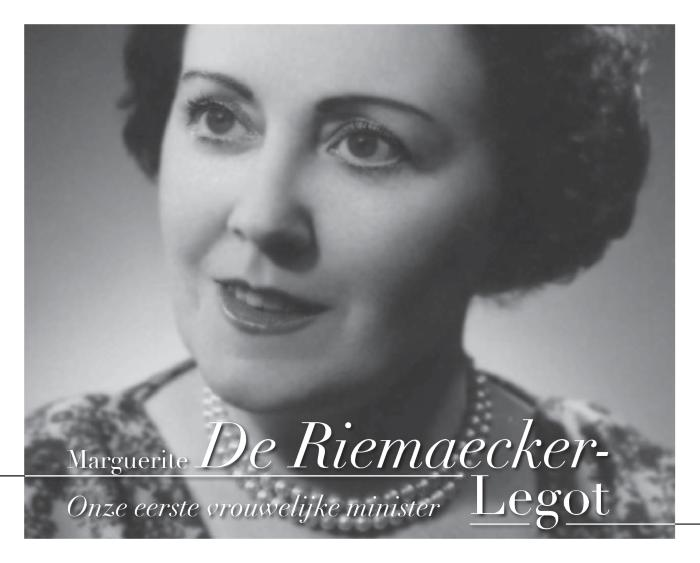 Marguerite De Riemaecker-
Legot
Onze eerste vrouwelijke minister